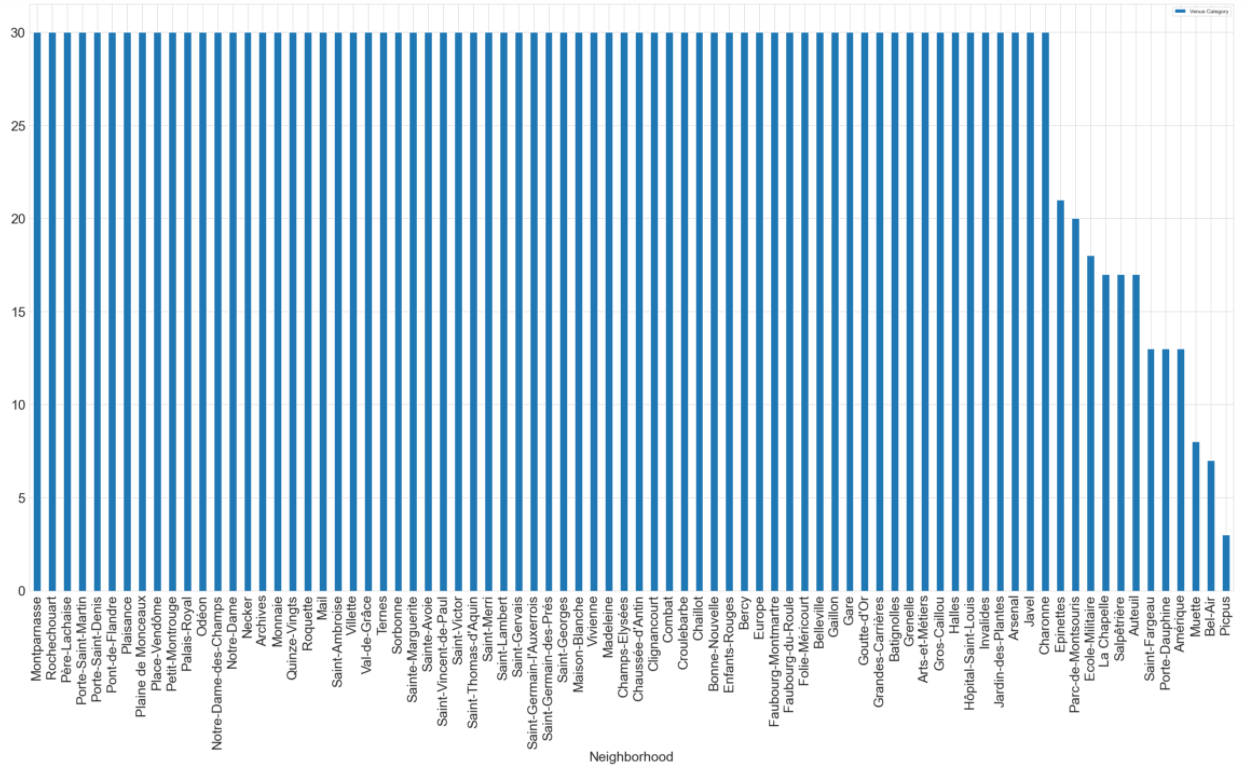 Venue Category
30
25
20
15
10
5
0
Montparnasse
Rochechouart
Père-Lachaise
Porte-Saint-Martin
Porte-Saint-Denis
Pont-de-Flandre
Plaisance
Plaine de Monceaux
Place-Vendôme
Petit-Montrouge
Palais-Royal
Odéon
Notre-Dame-des-Champs
Notre-Dame
Necker
Archives
Monnaie
Quinze-Vingts
Roquette
Mail
Saint-Ambroise
Villette
Val-de-Grâce
Ternes
Sorbonne
Sainte-Marguerite
Sainte-Avoie
Saint-Vincent-de-Paul
Saint-Victor
Saint-Thomas-d'Aquin
Saint-Merri
Saint-Lambert
Saint-Gervais
Saint-Germain-l'Auxerrois
Saint-Germain-des-Prés
Saint-Georges
Maison-Blanche
Vivienne
Madeleine
Champs-Elysées
Chaussée-d'Antin
Clignancourt
Combat
Croulebarbe
Chaillot
Bonne-Nouvelle
Enfants-Rouges
Bercy
Europe
Faubourg-Montmartre
Faubourg-du-Roule
Folie-Méricourt
Belleville
Gaillon
Gare
Goutte-d'Or
Grandes-Carrières
Batignolles
Grenelle
Arts-et-Métiers
Gros-Caillou
Halles
Hôpital-Saint-Louis
Invalides
Jardin-des-Plantes
Arsenal
Javel
Charonne
Epinettes
Parc-de-Montsouris
Ecole-Militaire
La Chapelle
Salpêtrière
Auteuil
Saint-Fargeau
Porte-Dauphine
Amérique
Muette
Bel-Air
Picpus
Neighborhood